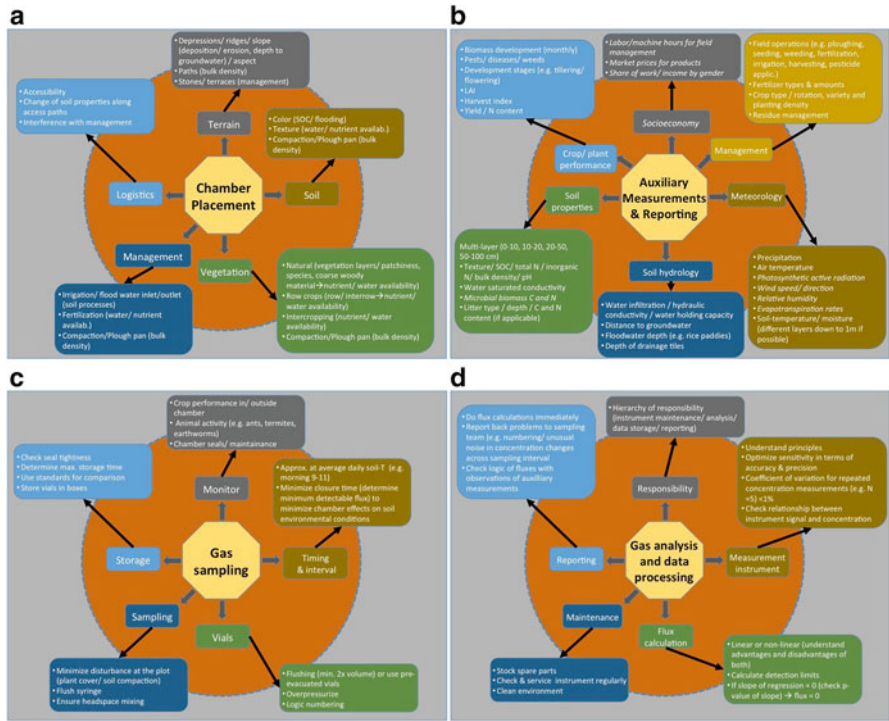 a
• Depressions/ ridges/ slope
(deposition/ erosion, depth to
groundwater) / aspect
• Paths (bulk density)
• Stones/ terraces (management)
• Accessibility
• Change of soil properties along
access paths
• Interference with management
Terrain
• Color (SOC/ flooding)
• Texture (water/ nutrient availab.)
• Compaction/Plough pan (bulk
density)
Logistics
Chamber
Placement
Soil
Management
Vegetation
• Irrigation/ flood water inlet/outlet
(soil processes)
• Fertilization (water/ nutrient
availab.)
• Compaction/Plough pan (bulk
density)
• Natural (vegetation layers/ patchiness,
species, coarse woody
material→nutrient/ water availability)
• Row crops (row/ interrow→nutrient/
water availability)
• Intercropping (nutrient/ water
availability)
• Compaction/Plough pan (bulk density)
b
• Biomass development (monthly)
• Pests/ diseases/ weeds
• Development stages (e.g. tillering/
flowering)
• LAI
• Harvest index
• Yield / N content
• Labor/machine hours for field
management
• Market prices for products
• Share of work/ income by gender
• Field operations (e.g. ploughing,
seeding, weeding, fertilization,
irrigation, harvesting, pesticide
applic.)
• Fertilizer types & amounts
• Crop type / rotation, variety and
planting density
• Residue management
Socioeconomy
Crop/ plant
performance
Management
Soil
properties
Auxiliary
Measurements
& Reporting
Meteorology
Soil hydrology
Multi-layer (0-10, 10-20, 20-50,
50-100 cm)
• Texture/ SOC/ total N / inorganic
N/ bulk density/ pH
• Water saturated conductivity
• Microbial biomass C and N
• Litter type / depth / C and N
content (if applicable)
• Water infiltration / hydraulic
conductivity / water holding capacity
• Distance to groundwater
• Floodwater depth (e.g. rice paddies)
• Depth of drainage tiles
• Precipitation
• Air temperature
• Photosynthetic active radiation
• Wind speed/ direction
• Relative humidity
• Evapotranspiration rates
• Soil-temperature/ moisture
(different layers down to 1m if
possible)
c
• Crop performance in/ outside
chamber
• Animal activity (e.g. ants, termites,
earthworms)
• Chamber seals/ maintainance
• Check seal tightness
• Determine max. storage time
• Use standards for comparison
• Store vials in boxes
Monitor
• Approx. at average daily soil-T (e.g.
morning 9-11)
• Minimize closure time (determine
minimum detectable flux) to
minimize chamber effects on soil
environmental conditions
Storage
Gas
sampling
Timing
& interval
Sampling
Vials
• Minimize disturbance at the plot
(plant cover/ soil compaction)
• Flush syringe
• Ensure headspace mixing
• Flushing (min. 2x volume) or use pre-
evacuated vials
• Overpressurize
• Logic numbering
d
• Do flux calculations immediately
• Report back problems to sampling
team (e.g. numbering/ unusual
noise in concentration changes
across sampling interval
• Check logic of fluxes with
observations of auxilliary
measurements
• Hierarchy of responsibility
(instrument maintenance/ analysis/
data storage/ reporting)
• Understand principles
• Optimize sensitivity in terms of
accuracy & precision
• Coefficient of variation for repeated
concentration measurements (e.g. N
=5) <1%
• Check relationship between
instrument signal and concentration
Responsibility
Reporting
Gas analysis
and data
processing
Measurement
instrument
Maintenance
Flux
calculation
• Stock spare parts
• Check & service instrument regularly
• Clean environment
• Linear or non-linear (understand
advantages and disadvantages of
both)
• Calculate detection limits
• If slope of regression = 0 (check p-
value of slope) → flux = 0